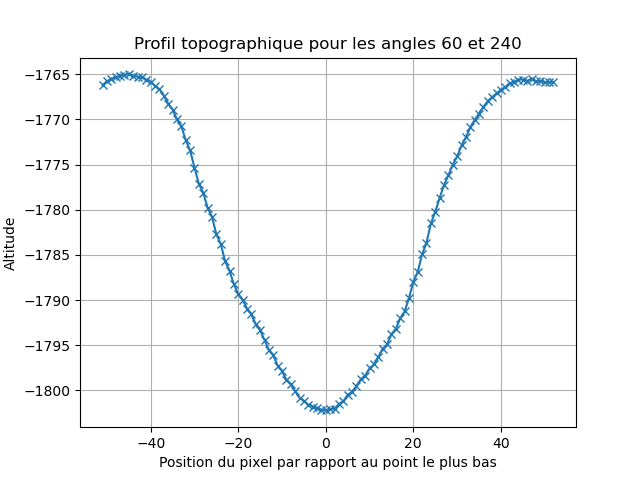 Profil topographique pour les angles 60 et 240
−1765
−1770
−1775
−1780
−1785
−1790
−1795
−1800
Altitude
−40 −20 0 20 40
Position du pixel par rapport au point le plus bas